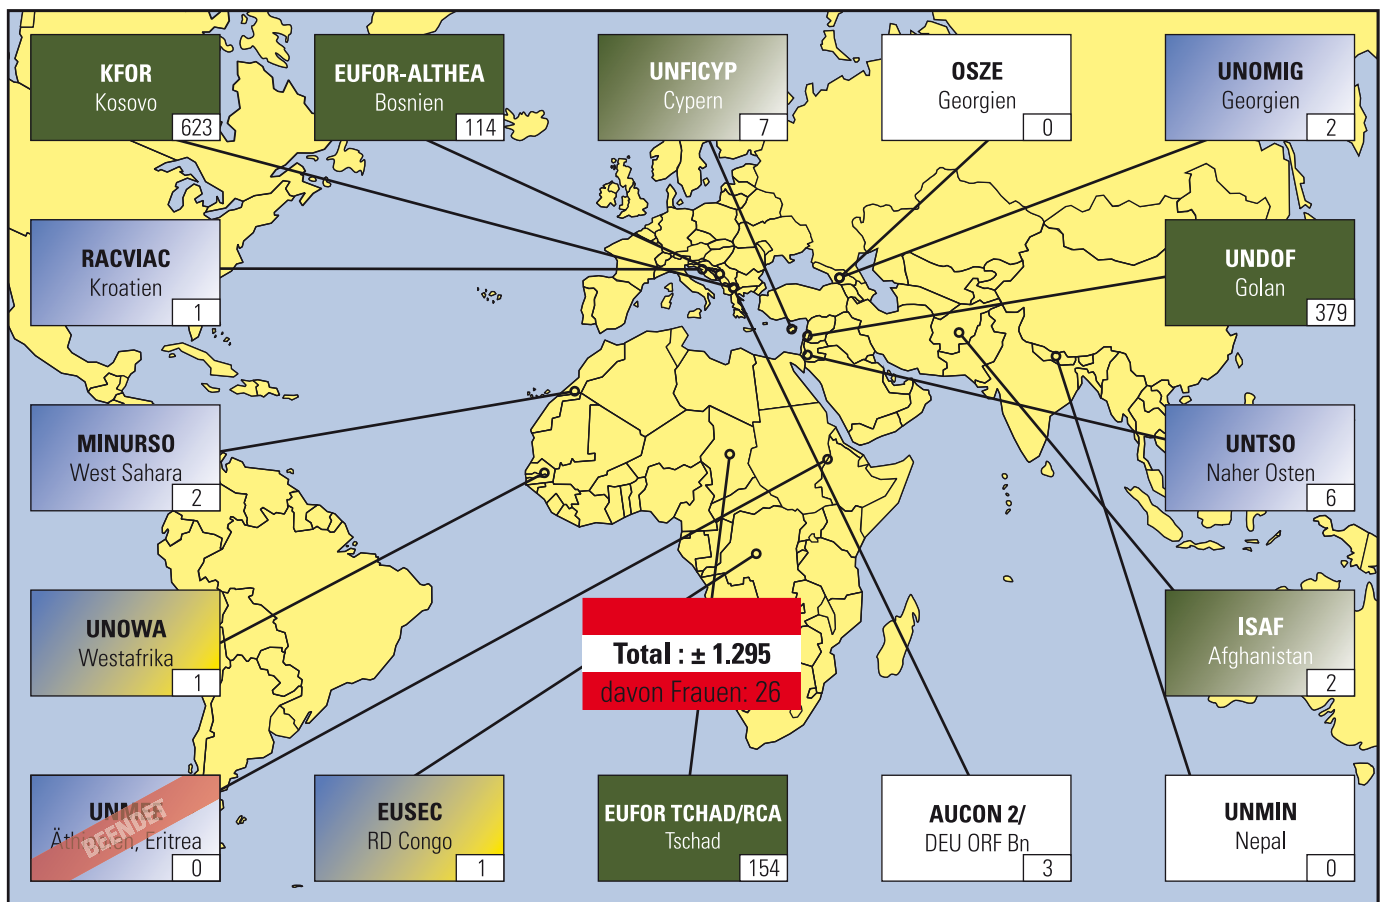 KFOR
Kosovo
623
EUFOR-ALTHEA
Bosnien
114
UNFICYP
Cypern
7
OSZE
Georgien
0
UNOMIG
Georgien
2
RACVIAC
Kroatien
1
UNDOF
Golan
379
MINURSO
West Sahara
2
UNTSO
Naher Osten
6
UNOWA
Westafrika
1
Total : ± 1.295
davon Frauen: 26
ISAF
Afghanistan
2
BEENDET
Eritrea
0
EUSEC
RD Congo
1
EUFOR TCHAD/RCA
Tschad
154
AUCON 2/
DEU ORF Bn
3
UNMIN
Nepal
0